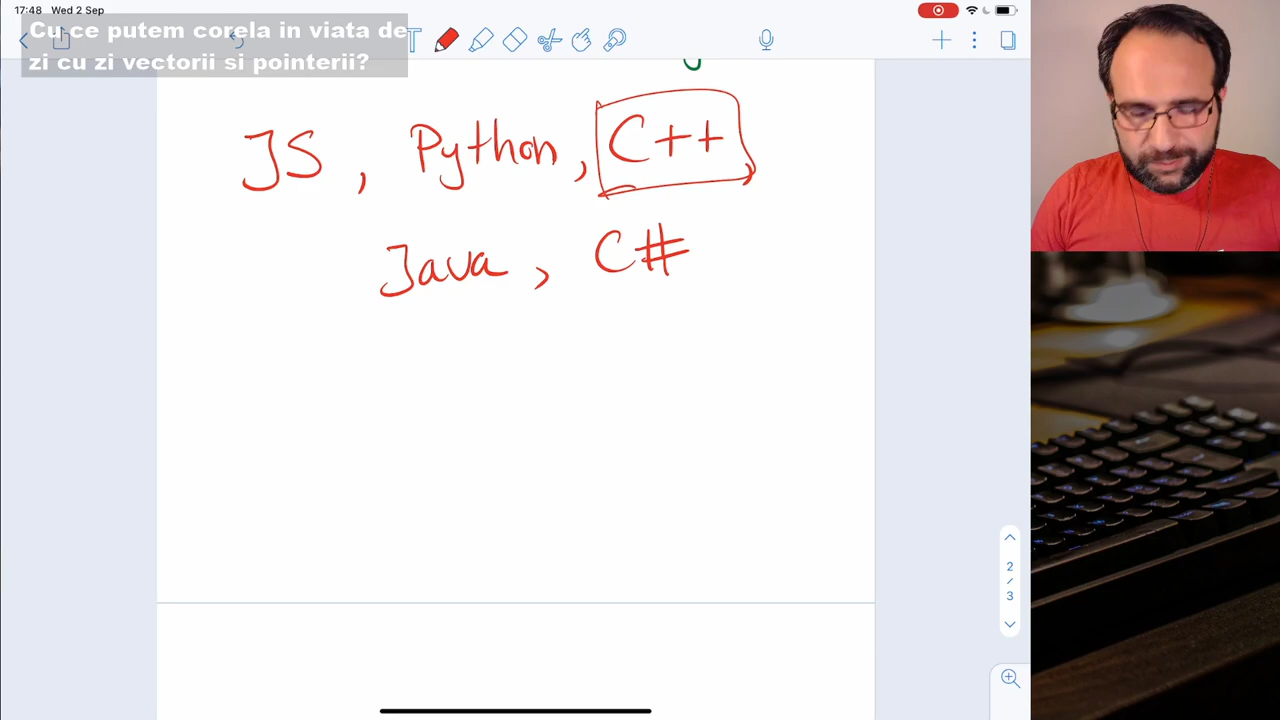 17:48 Wed 2 Sep
Cu ce putem corela in viata de
zi cu zi vectorii si pointerii?
JS, Python, C++
Java, C#
2
/
3